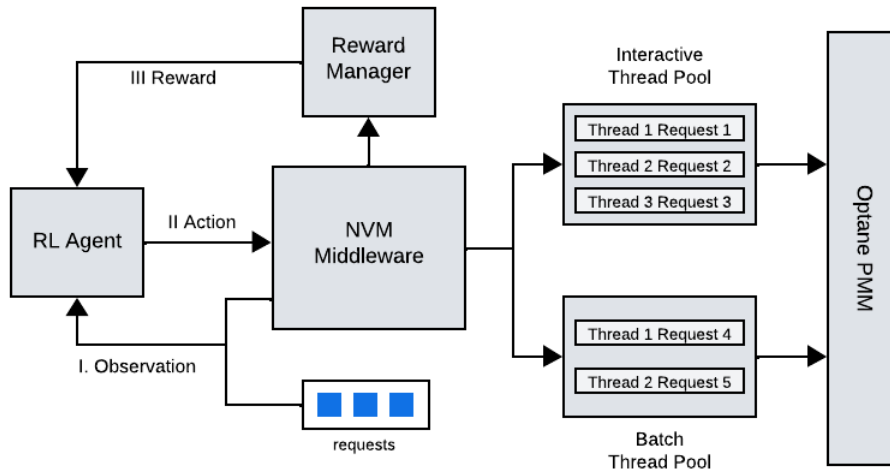 Reward
Manager
III Reward
RL Agent
II Action
NVM
Middleware
I. Observation
requests
Interactive
Thread Pool
Thread 1 Request 1
Thread 2 Request 2
Thread 3 Request 3
Thread 1 Request 4
Thread 2 Request 5
Batch
Thread Pool
Optane PMM